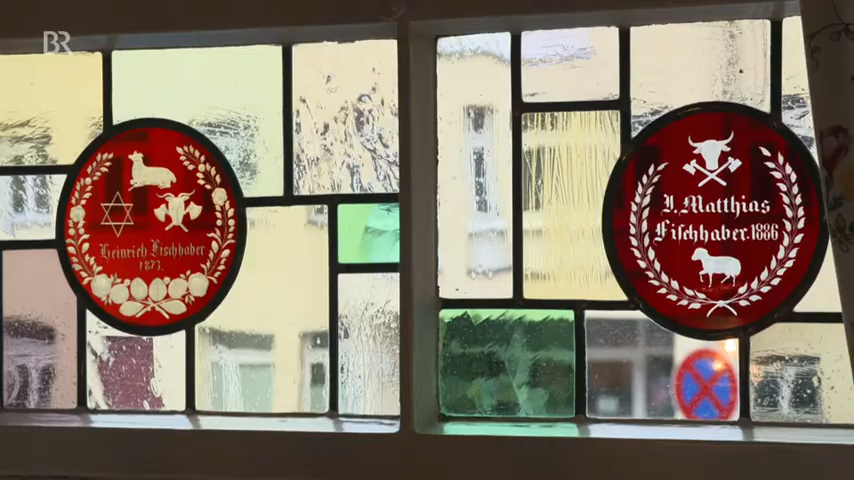 BR
Heinrich Fischhaber
1873.
J. Matthias
Fischhaber. 1886